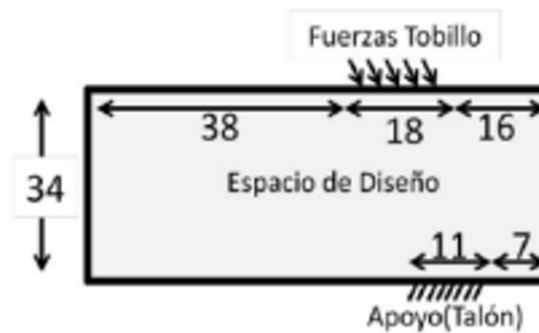 Fuerzas Tobillo
38 18 16
34
Espacio de Diseño
11 7
Apoyo(Talón)